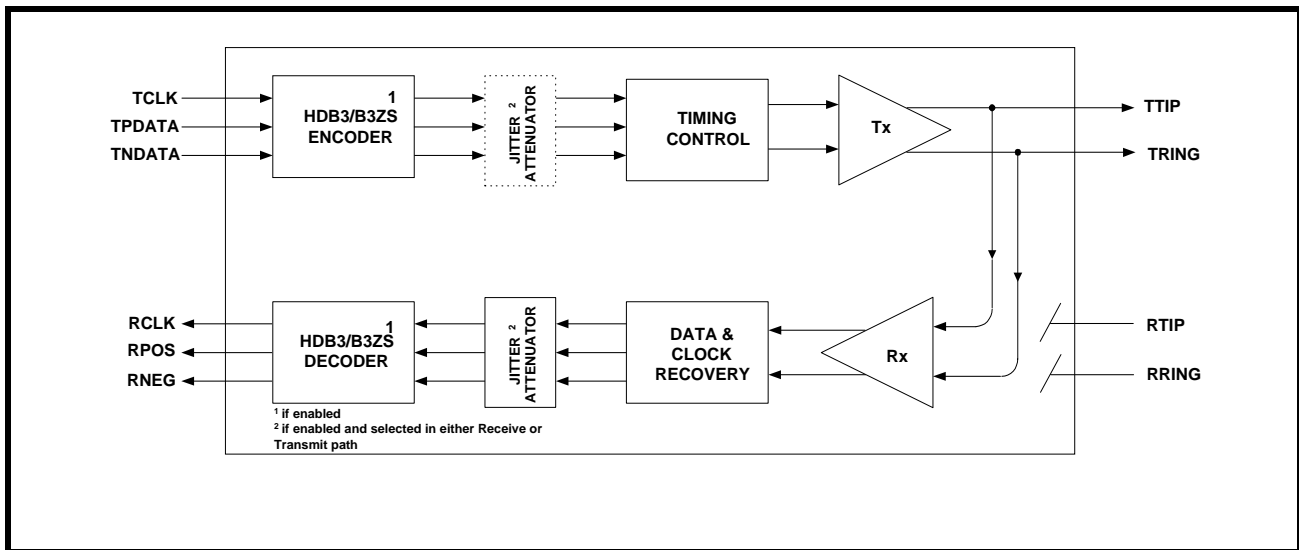 TCLK
TPDATA
TNDATA
1
HDB3/B3ZS
ENCODER
JITTER 2
ATTENUATOR
TIMING
CONTROL
Tx
TTIP
TRING
RCLK
RPOS
RNEG
1
HDB3/B3ZS
DECODER
JITTER 2
ATTENUATOR
DATA &
CLOCK
RECOVERY
Rx
RTIP
RRING
1 if enabled
2 if enabled and selected in either Receive or
Transmit path